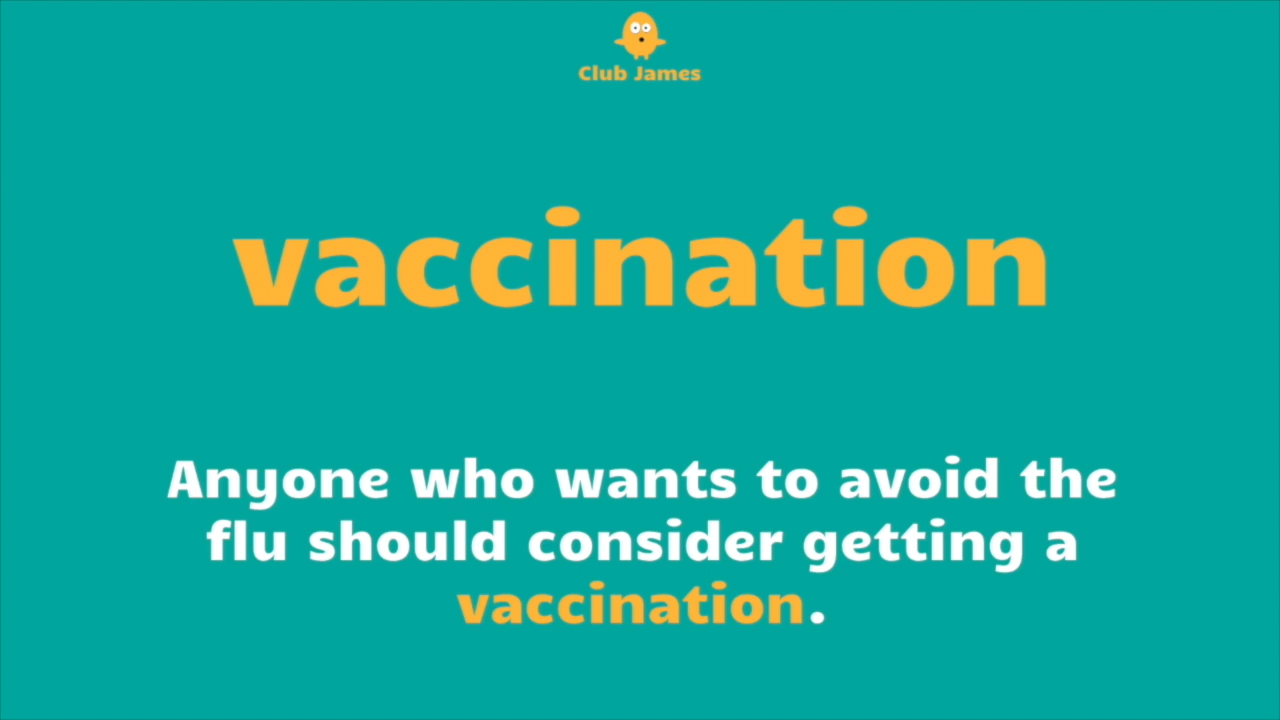 Club James
vaccination
Anyone who wants to avoid the
flu should consider getting a
vaccination.